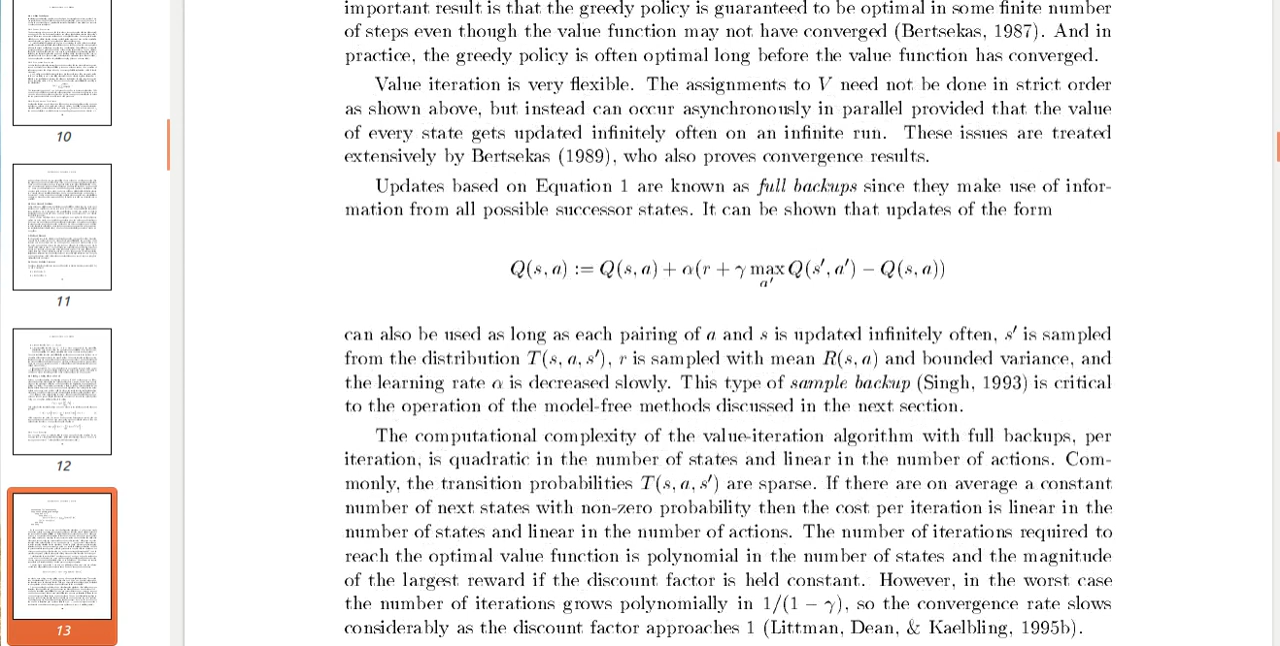 important result is that the greedy policy is guaranteed to be optimal in some finite number
of steps even though the value function may not have converged (Bertsekas, 1987). And in
practice, the greedy policy is often optimal long before the value function has converged.
Value iteration is very flexible. The assignments to V need not be done in strict order
as shown above, but instead can occur asynchronously in parallel provided that the value
of every state gets updated infinitely often on an infinite run. These issues are treated
extensively by Bertsekas (1989), who also proves convergence results.
Updates based on Equation 1 are known as full backups since they make use of infor-
mation from all possible successor states. It can be shown that updates of the form
Q(s, a) := Q(s, a) + α(r + γ max Q(s′, a′) − Q(s, a))
a′
can also be used as long as each pairing of a and s is updated infinitely often, s′ is sampled
from the distribution T(s, a, s′), r is sampled with mean R(s, a) and bounded variance, and
the learning rate α is decreased slowly. This type of sample backup (Singh, 1993) is critical
to the operation of the model-free methods discussed in the next section.
The computational complexity of the value-iteration algorithm with full backups, per
iteration, is quadratic in the number of states and linear in the number of actions. Com-
monly, the transition probabilities T(s, a, s′) are sparse. If there are on average a constant
number of next states with non-zero probability then the cost per iteration is linear in the
number of states and linear in the number of actions. The number of iterations required to
reach the optimal value function is polynomial in the number of states and the magnitude
of the largest reward if the discount factor is held constant. However, in the worst case
the number of iterations grows polynomially in 1/(1 − γ), so the convergence rate slows
considerably as the discount factor approaches 1 (Littman, Dean, & Kaelbling, 1995b).
10
11
12
13